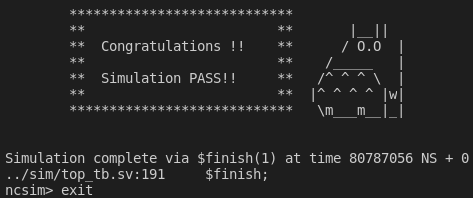 ****************************
**                        **       |__||
**  Congratulations !!    **      / O.O  |
**                        **    /_____   |
**  Simulation PASS!!     **   /^ ^ ^ \  |
**                        **  |^ ^ ^ ^ |w|
****************************   \m___m__|_|
Simulation complete via $finish(1) at time 80787056 NS + 0
../sim/top_tb.sv:191     $finish;
ncsim> exit